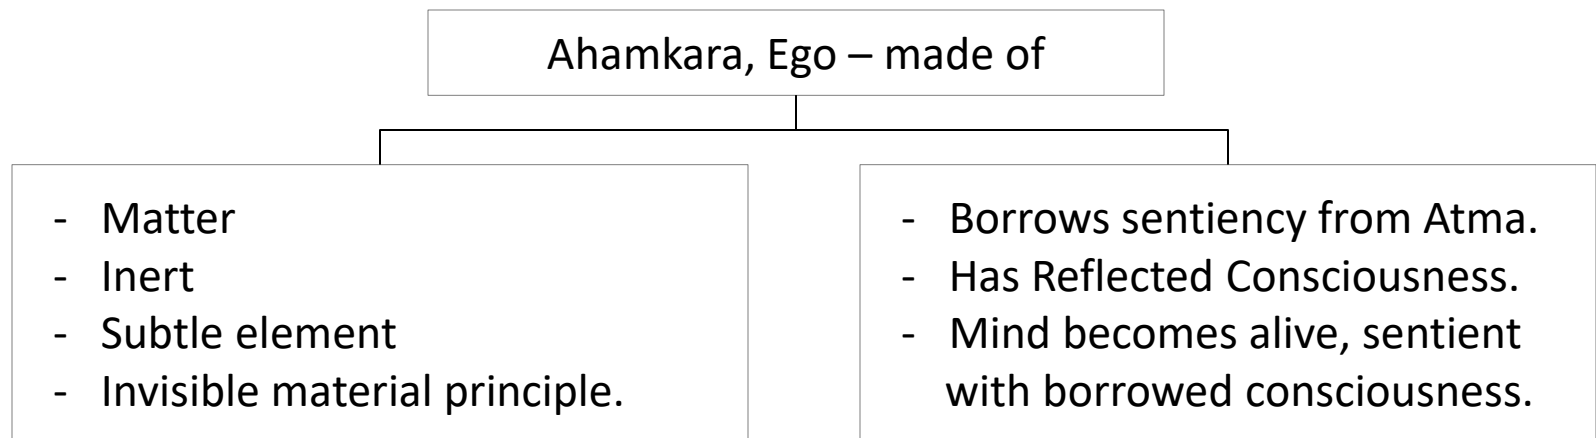 Ahamkara, Ego – made of
- Matter
- Inert
- Subtle element
- Invisible material principle.
- Borrows sentiency from Atma.
- Has Reflected Consciousness.
- Mind becomes alive, sentient
with borrowed consciousness.